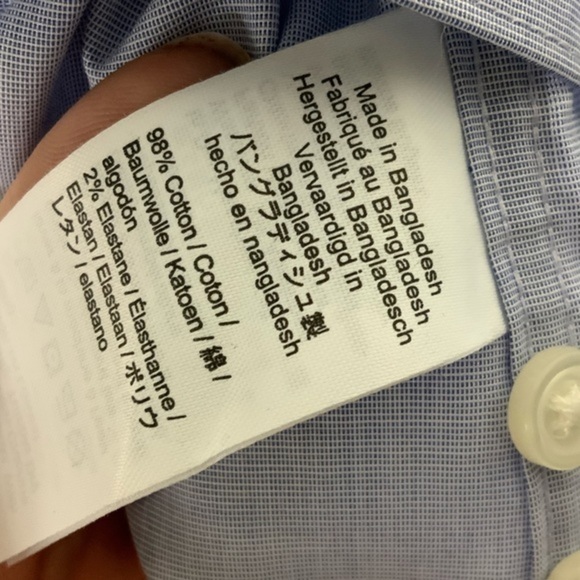 Made in Bangladesh
Fabriqué au Bangladesh
Hergestellt in Bangladesch
Vervaardigd in
Bangladesh
バングラディシュ製
hecho en nangladesh
98% Cotton / Coton /
Baumwolle / Katoen / 綿 /
algodón
2% Elastane / Élasthanne /
Elastan / Elastaan / ポリウ
レタン / elastano